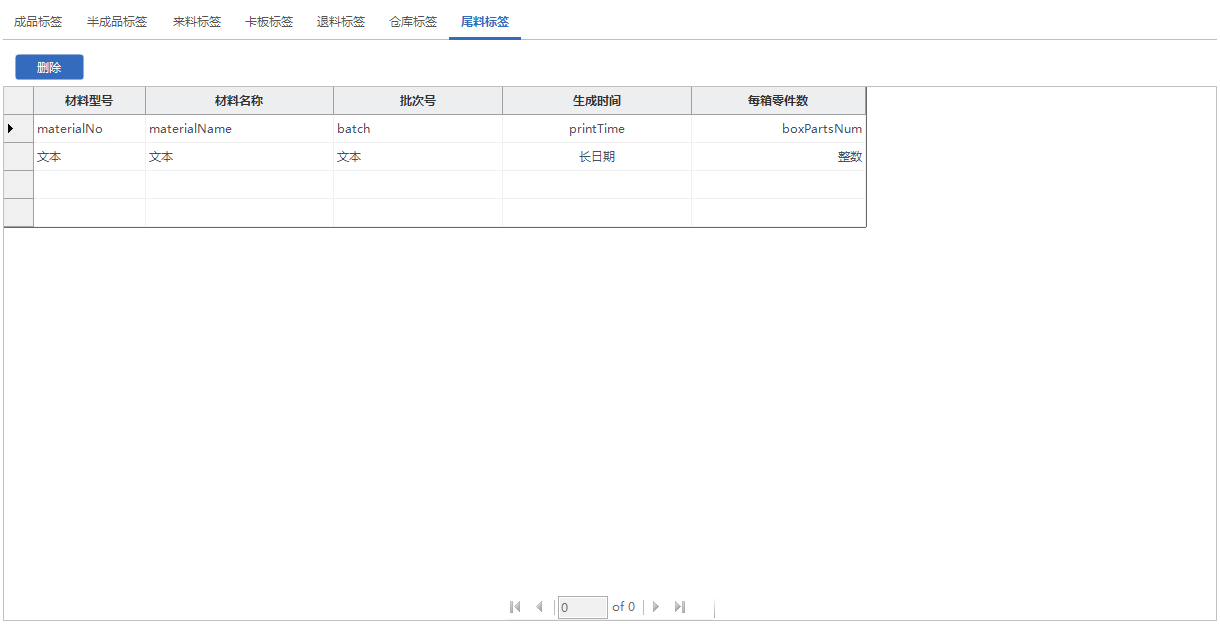 成品标签 半成品标签 来料标签 卡板标签 退料标签 仓库标签 尾料标签
删除
材料型号 材料名称 批次号 生成时间 每箱零件数
materialNo materialName batch printTime boxPartsNum
文本 文本 文本 长日期 整数
0 of 0